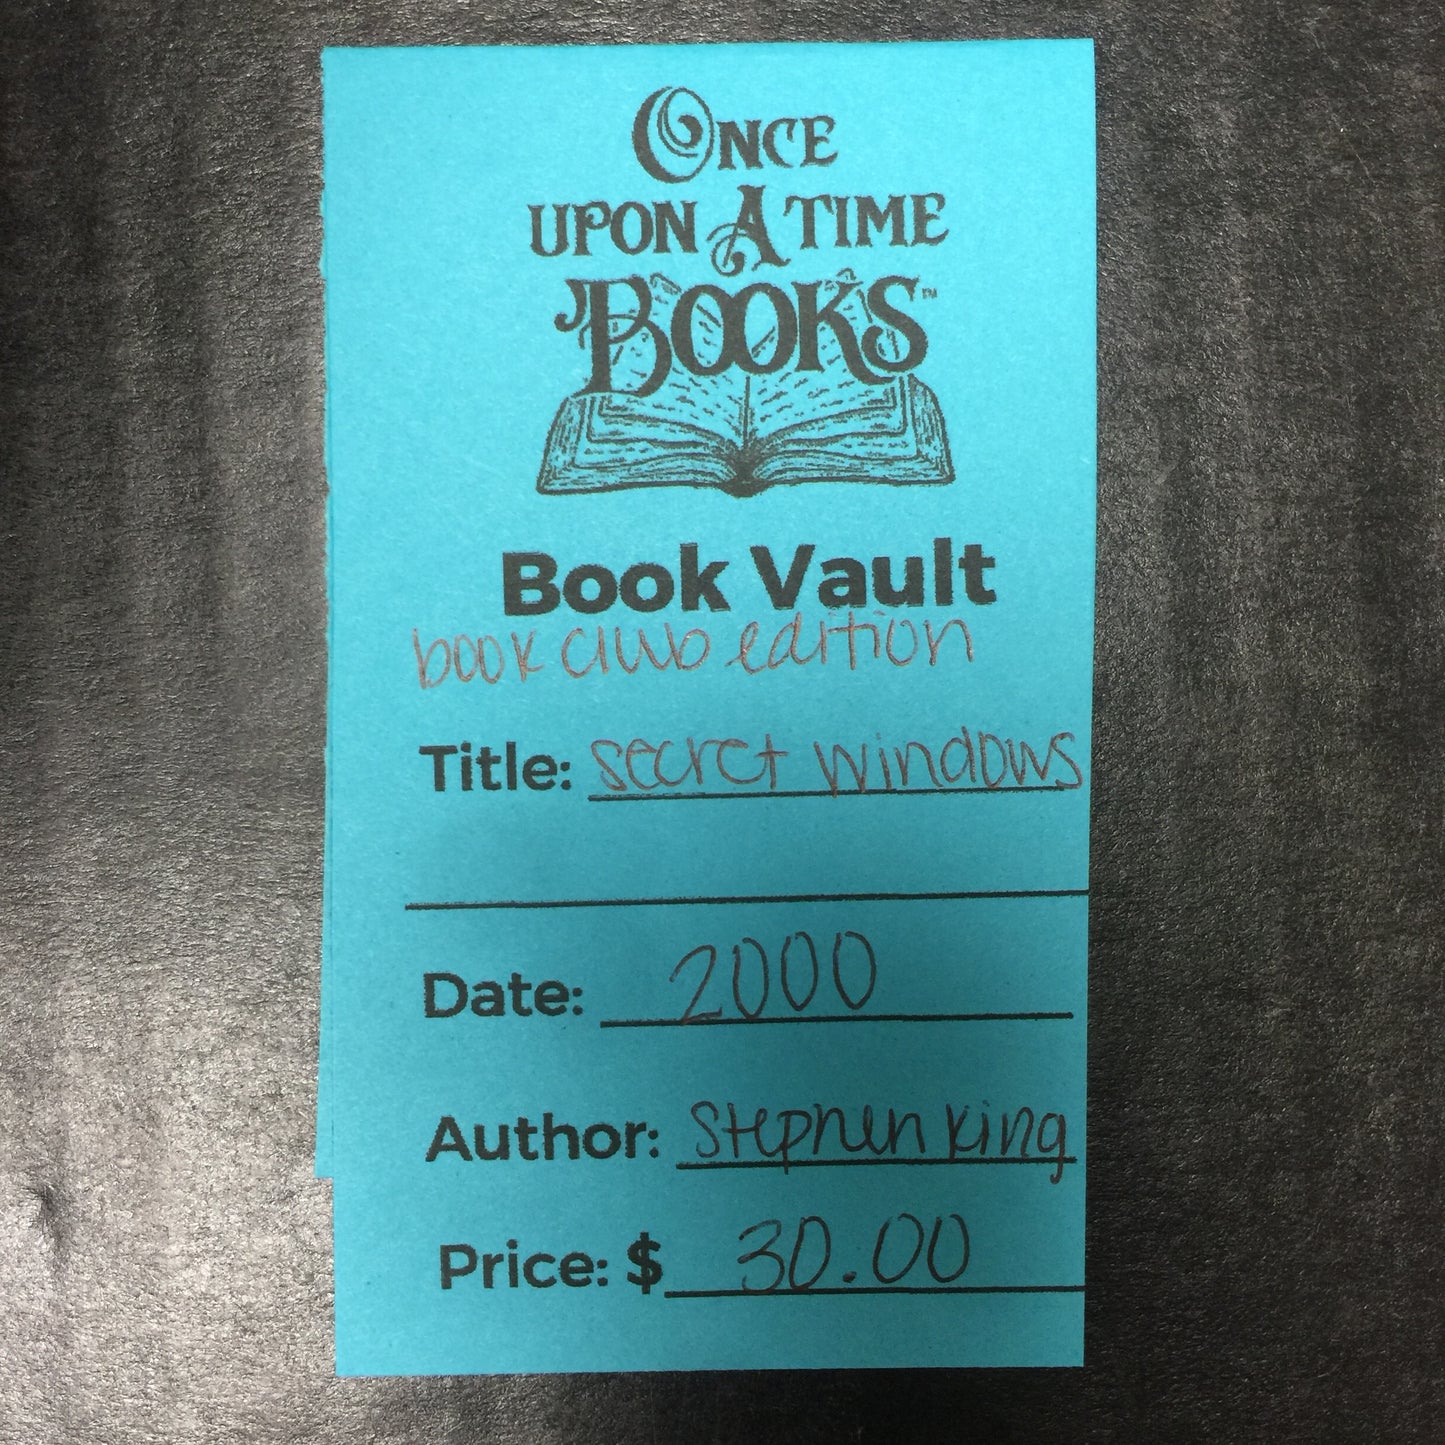 ONCE
UPON A TIME
BOOKS™
Book Vault
book club edition
Title: secret windows
Date: 2000
Author: stephen king
Price: $ 30.00